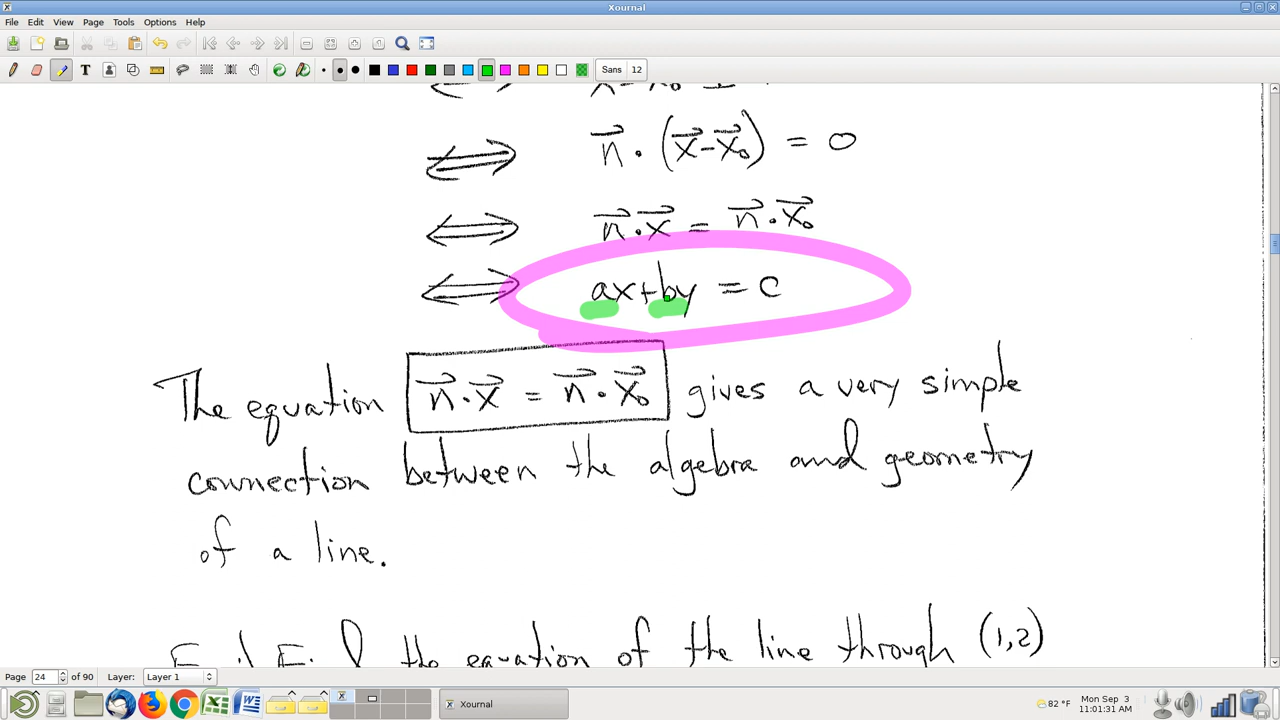 Xournal
File Edit View Page Tools Options Help
Sans 12
⟺ n⃗ · (x⃗-x⃗₀) = 0
⟺ n⃗·x⃗ = n⃗·x⃗₀
⟺ ax+by = c
The equation n⃗·x⃗ = n⃗·x⃗₀ gives a very simple
connection between the algebra and geometry
of a line.
Find the equation of the line through (1,2)
Page 24 of 90 Layer: Layer 1
Xournal
82 °F
Mon Sep 3
11:01:31 AM